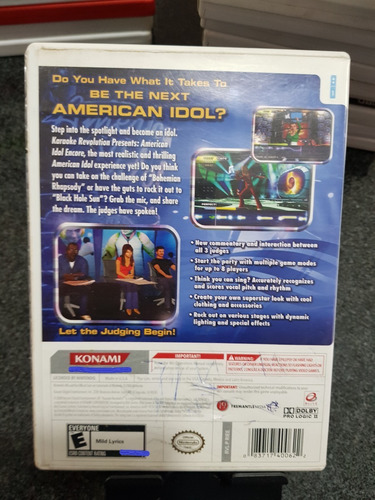 Do You Have What It Takes To
BE THE NEXT
AMERICAN IDOL?
Step into the spotlight and become an idol.
Karaoke Revolution Presents: American
Idol Encore, the most realistic and thrilling
American Idol experience yet! Do you think
you can take on the challenge of "Bohemian
Rhapsody" or have the guts to rock it out to
"Black Hole Sun"? Grab the mic, and share
the dream. The judges have spoken!
• New commentary and interaction between
all 3 judges
• Start the party with multiple game modes
for up to 8 players
• Think you can sing? Accurately recognizes
and scores vocal pitch and rhythm
• Create your own superstar look with cool
clothing and accessories
• Rock out on various stages with dynamic
lighting and special effects
Let the Judging Begin!
KONAMI
IMPORTANT!
WARNING
IMPORTANT!
FREMANTLEMEDIA
DOLBY
PRO LOGIC II
EVERYONE
E
Mild Lyrics
ESRB CONTENT RATING
Nintendo
83717 40062